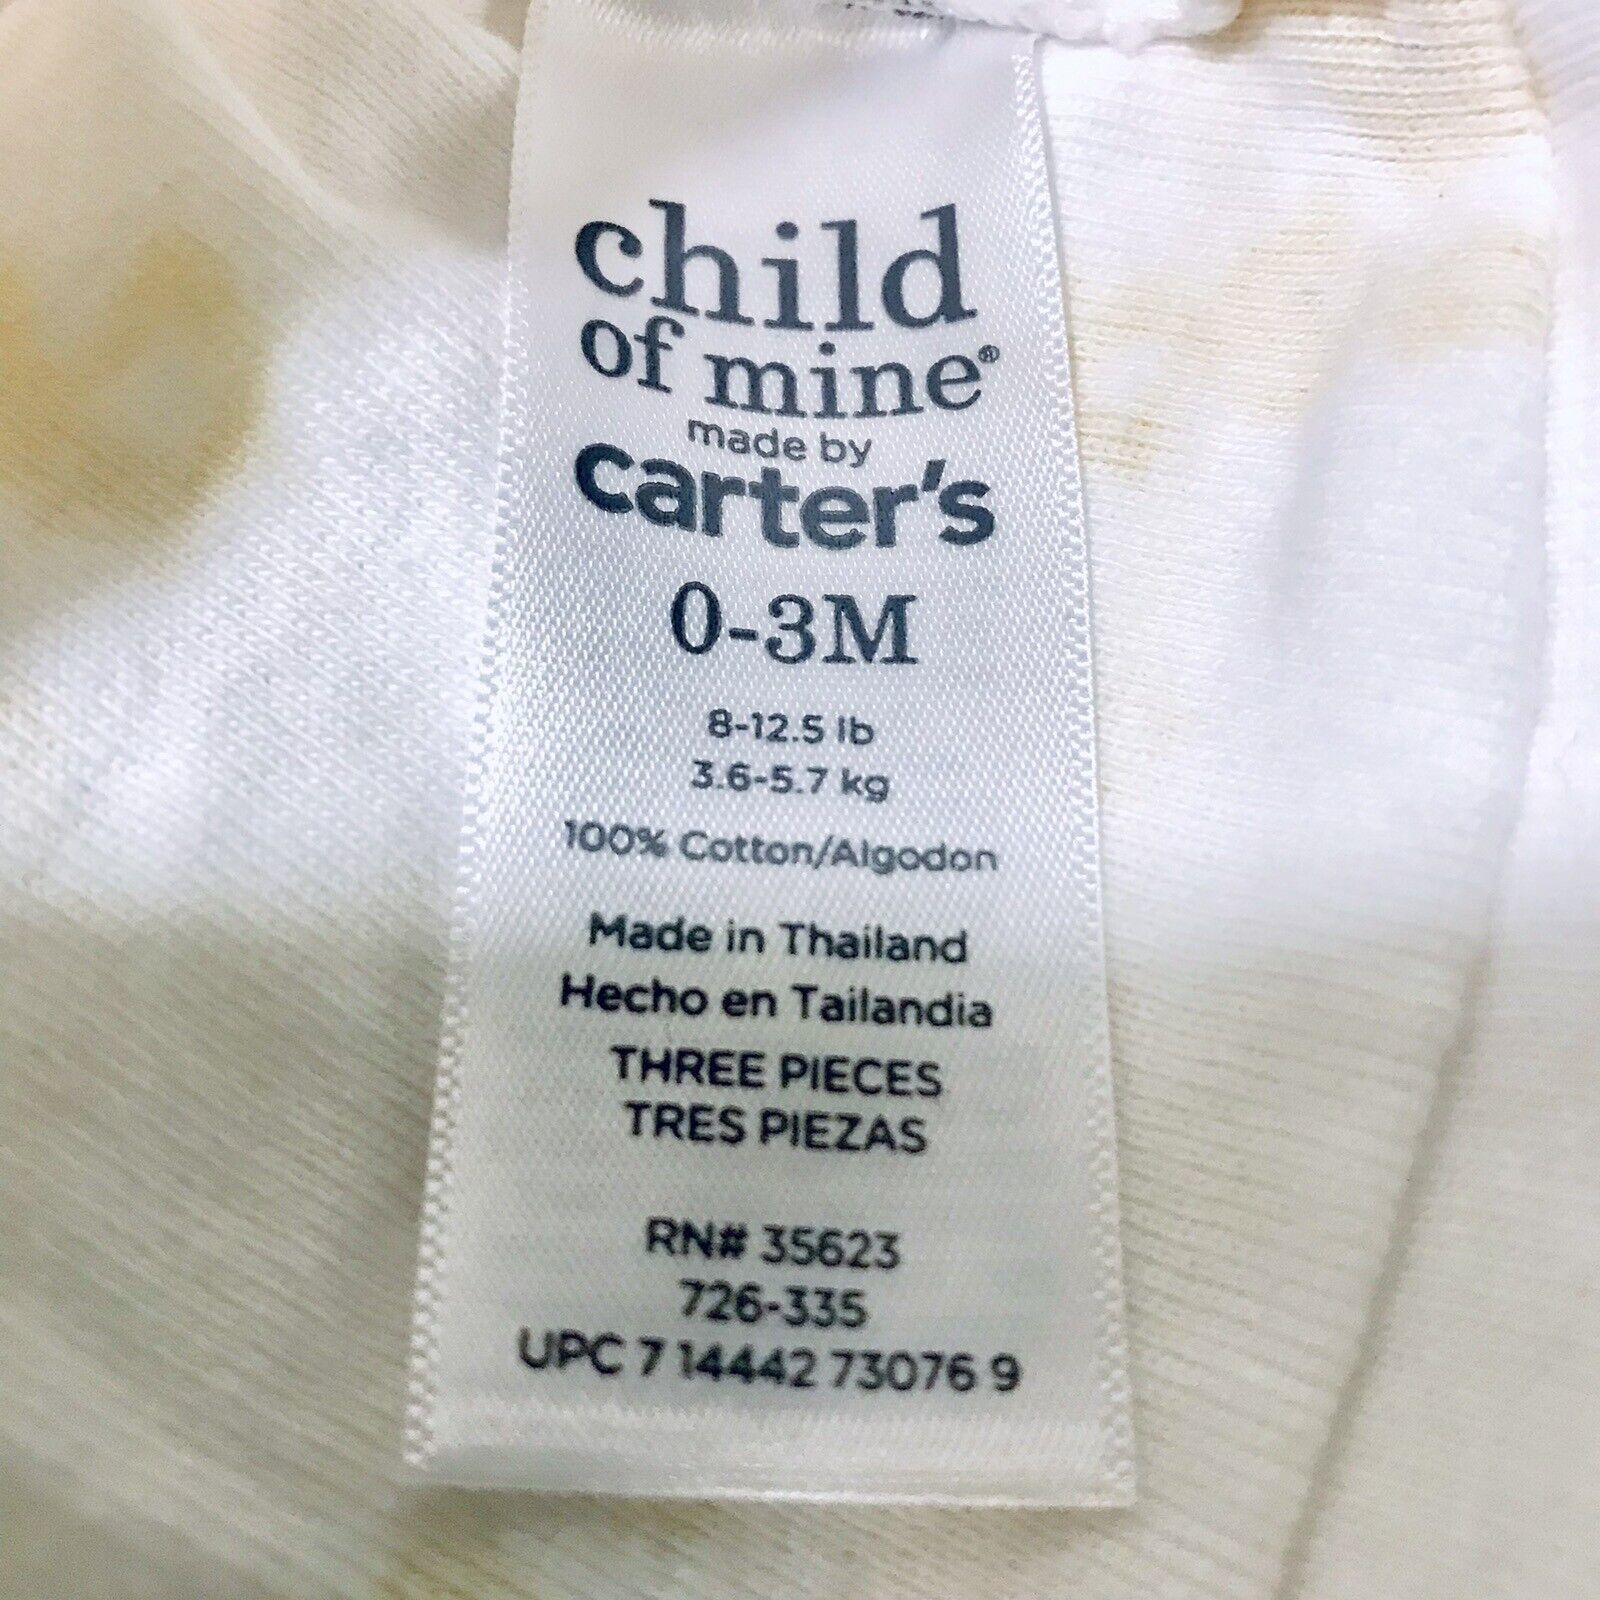 child
of mine®
made by
carter's
0-3M
8-12.5 lb
3.6-5.7 kg
100% Cotton/Algodon
Made in Thailand
Hecho en Tailandia
THREE PIECES
TRES PIEZAS
RN# 35623
726-335
UPC 7 14442 73076 9